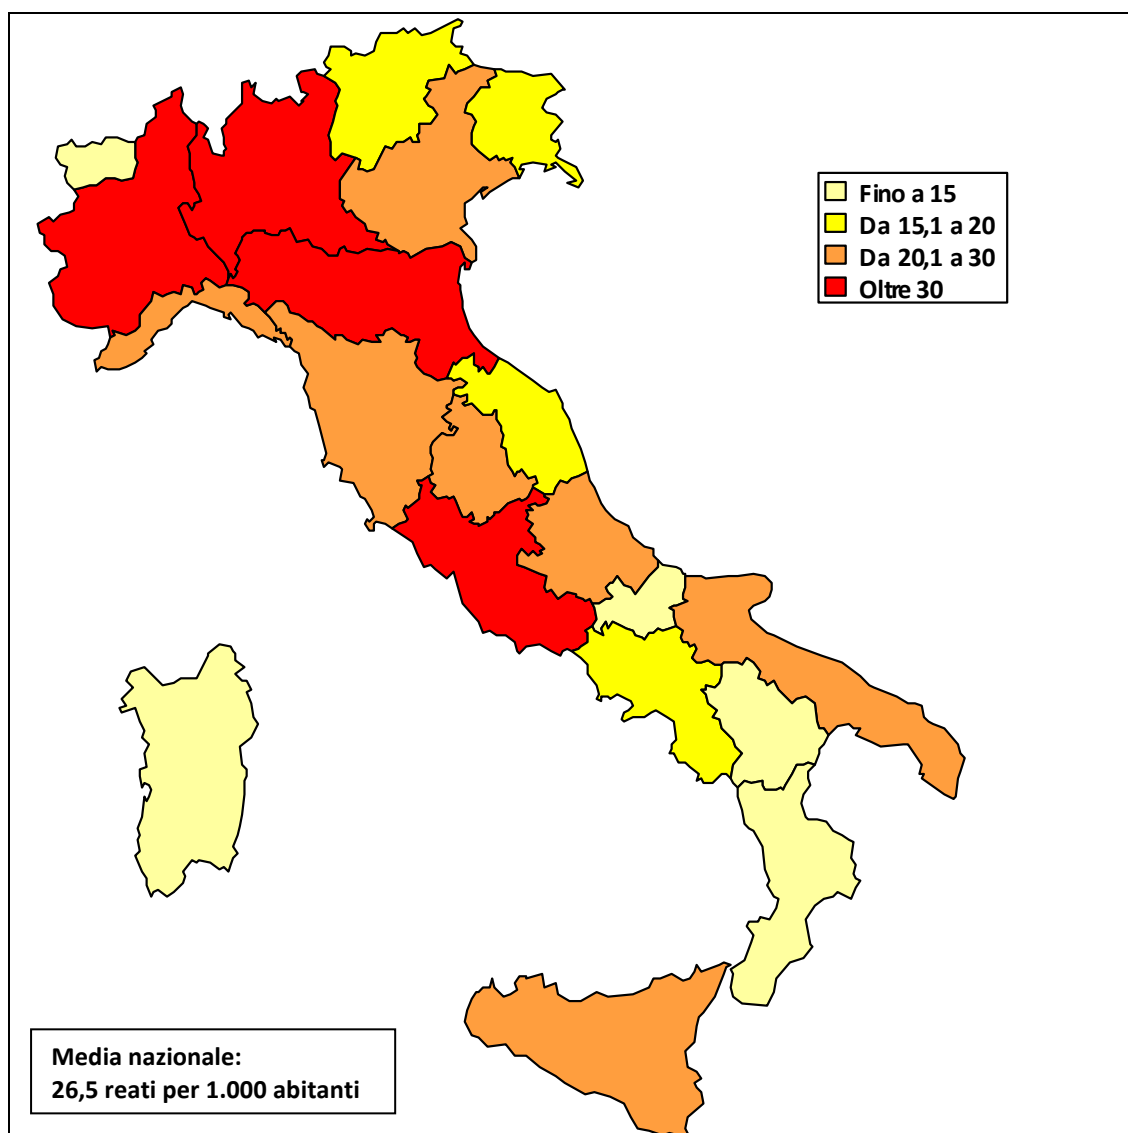 Fino a 15
Da 15,1 a 20
Da 20,1 a 30
Oltre 30
Media nazionale:
26,5 reati per 1.000 abitanti